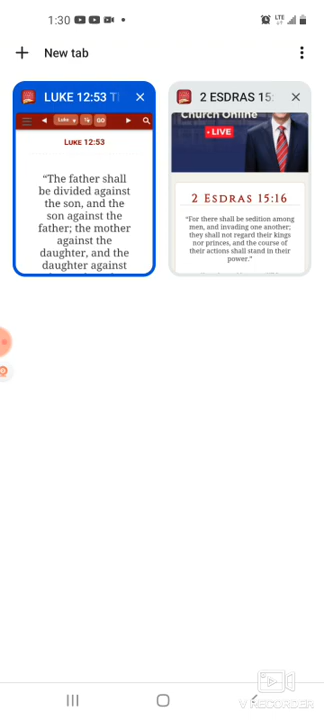 1:30
LTE
New tab
LUKE 12:53 T
2 ESDRAS 15:
Luke
GO
LUKE 12:53
“The father shall
be divided against
the son, and the
son against the
father; the mother
against the
daughter, and the
daughter against
Church Online
LIVE
2 ESDRAS 15:16
“For there shall be sedition among
men, and invading one another;
they shall not regard their kings
nor princes, and the course of
their actions shall stand in their
power.”
V RECORDER